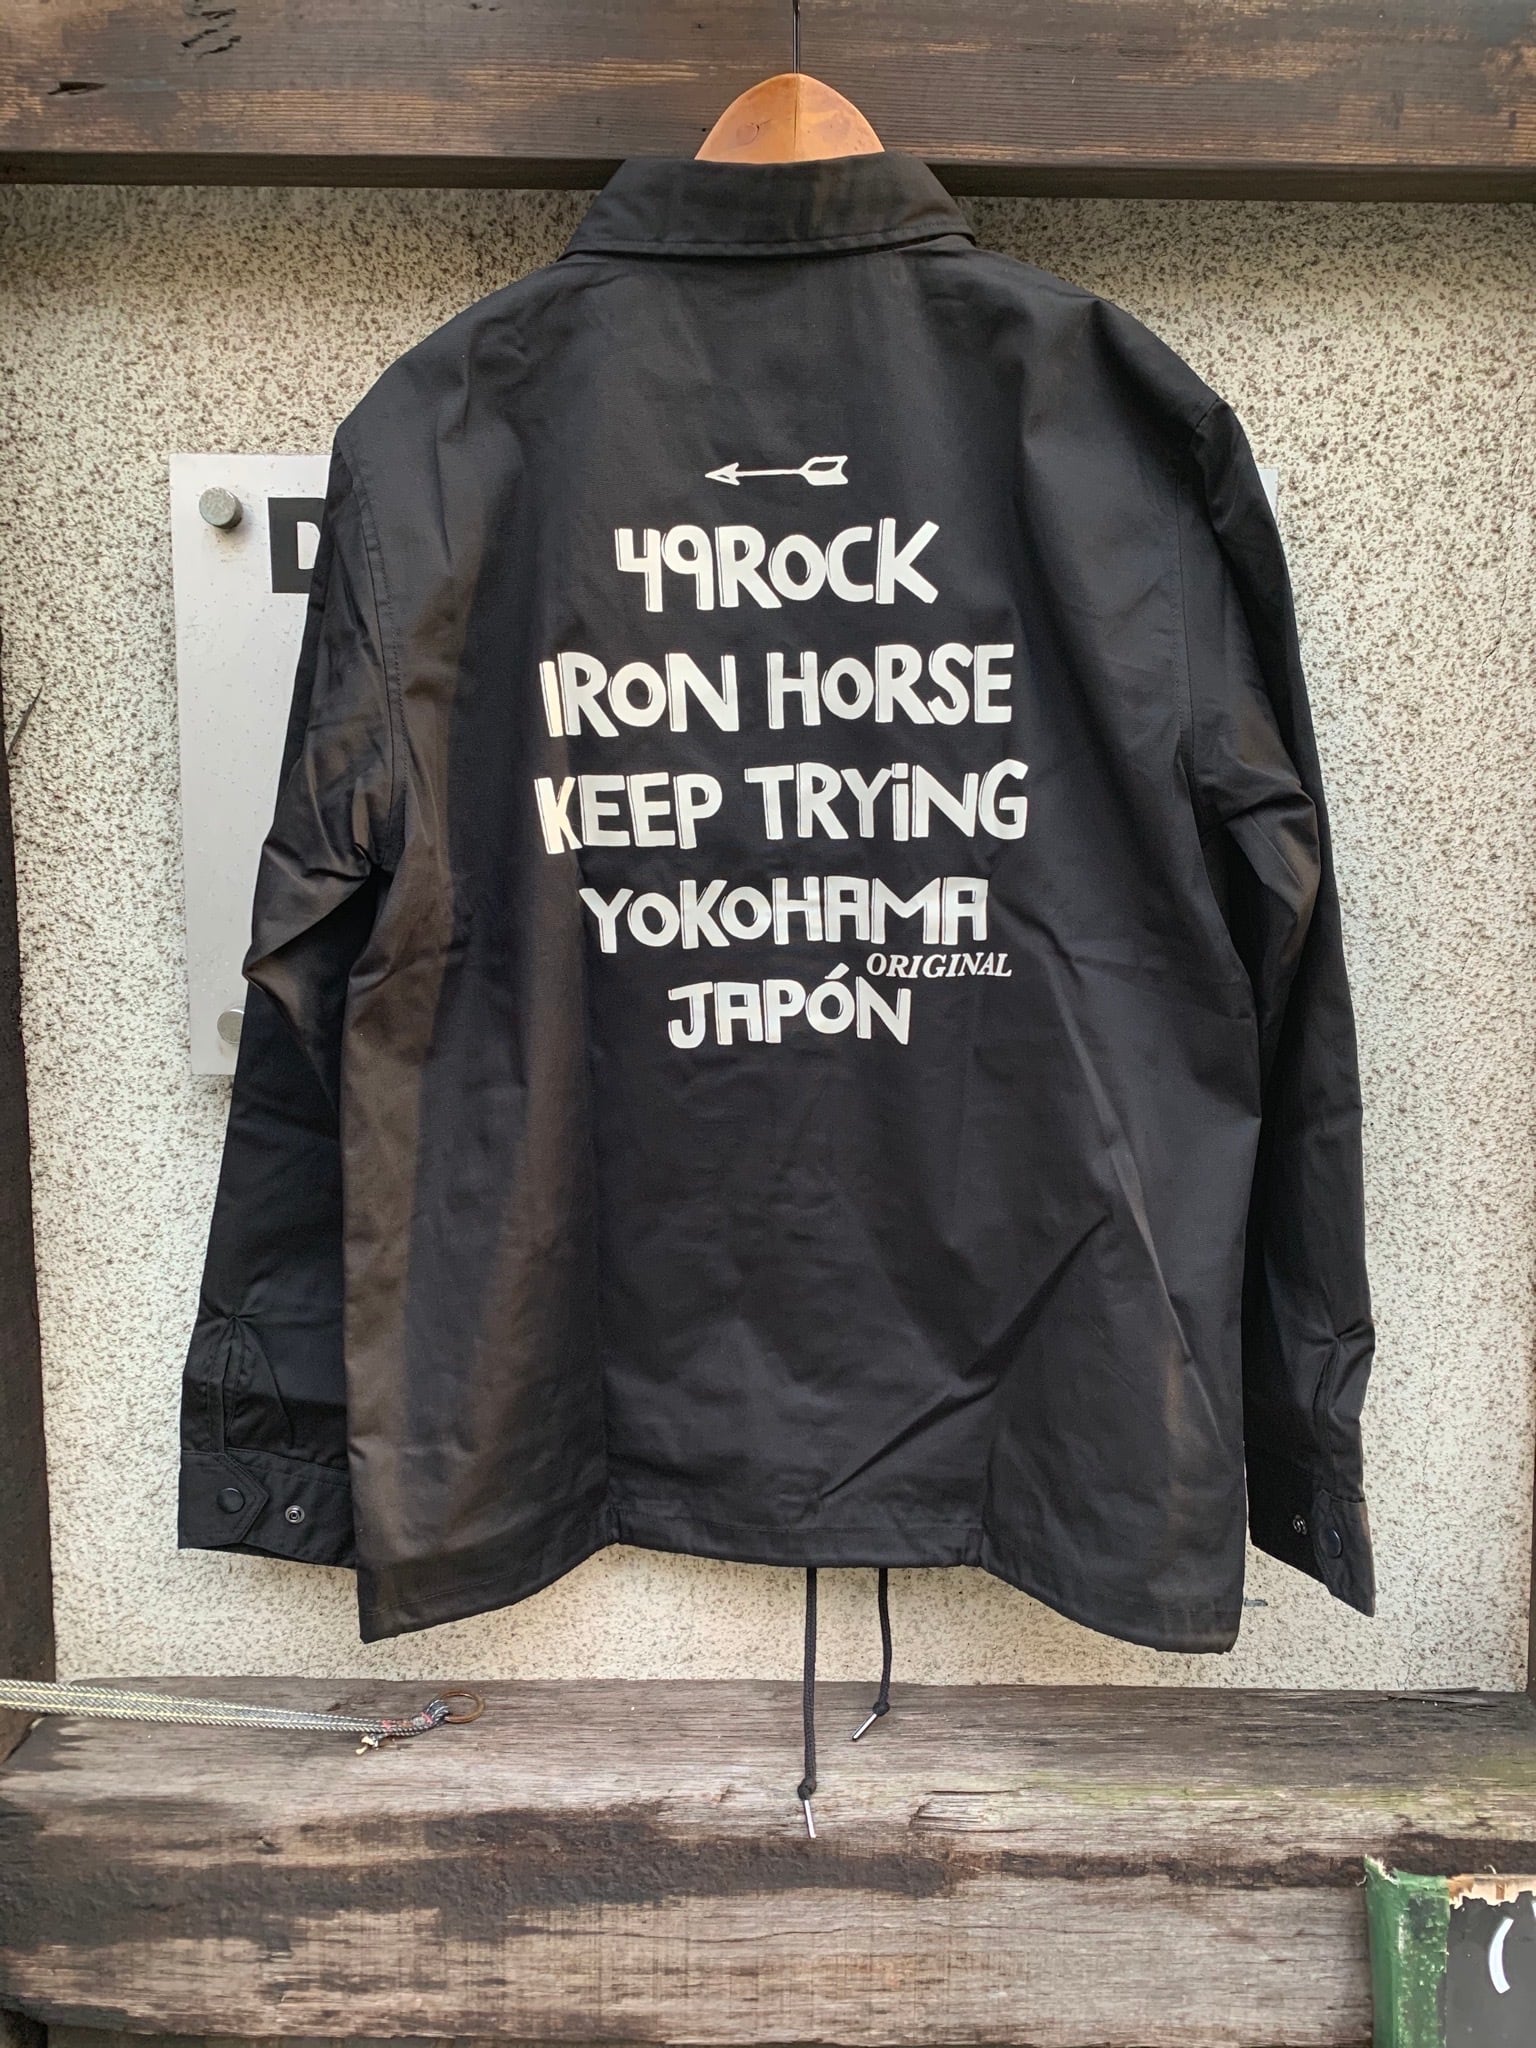 49ROCK
IRON HORSE
KEEP TRYiNG
YOKOHAMA
ORIGINAL
JAPÓN